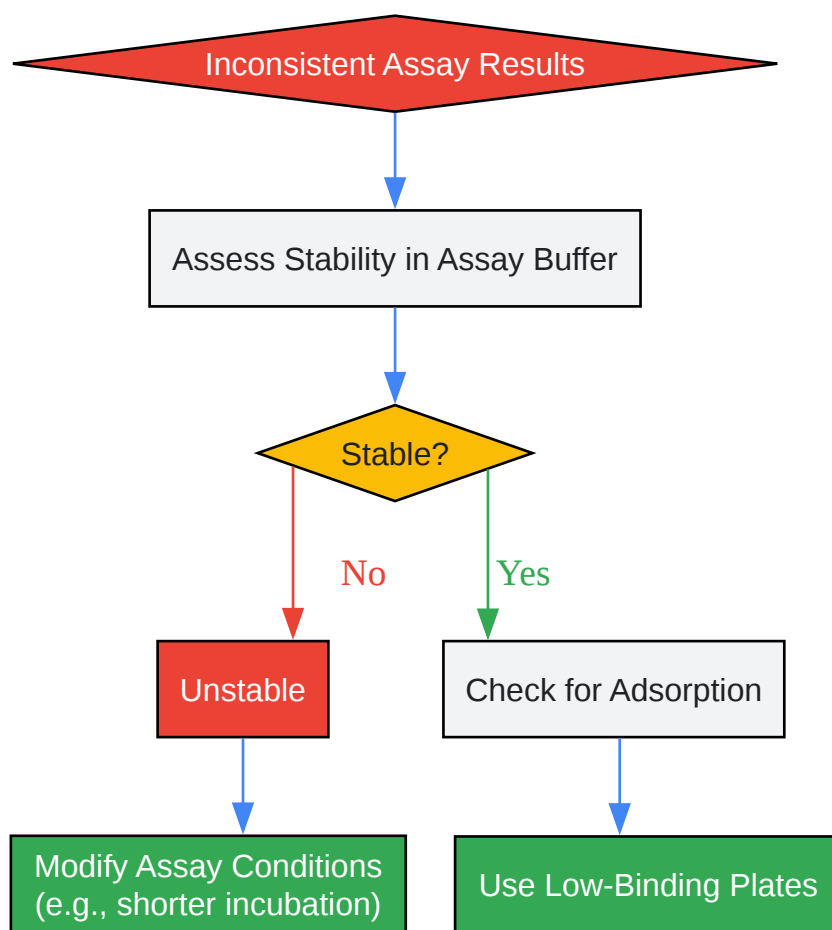 Inconsistent Assay Results
Assess Stability in Assay Buffer
Stable?
No
Yes
Unstable
Check for Adsorption
Modify Assay Conditions
(e.g., shorter incubation)
Use Low-Binding Plates